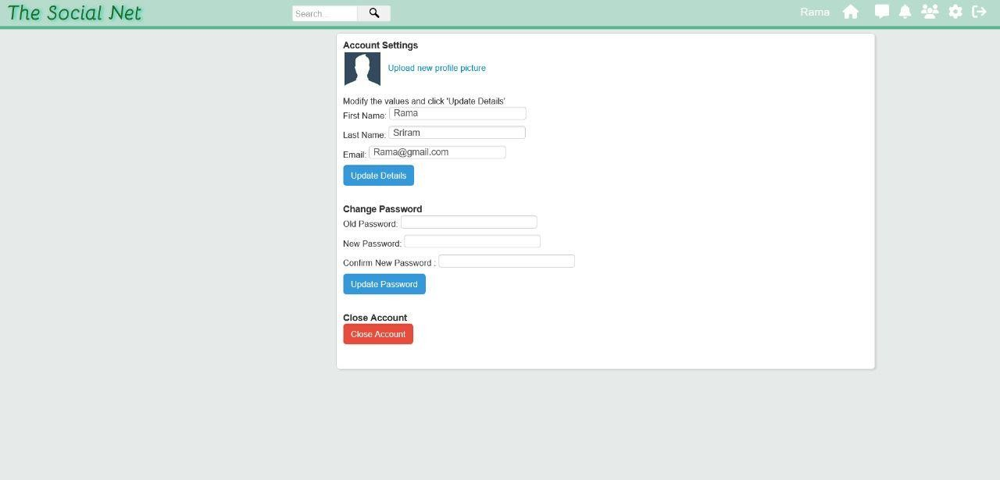 The Social Net
Search...
Rama
Account Settings
Upload new profile picture
Modify the values and click 'Update Details'
First Name: Rama
Last Name: Sriram
Email: Rama@gmail.com
Update Details
Change Password
Old Password:
New Password:
Confirm New Password :
Update Password
Close Account
Close Account